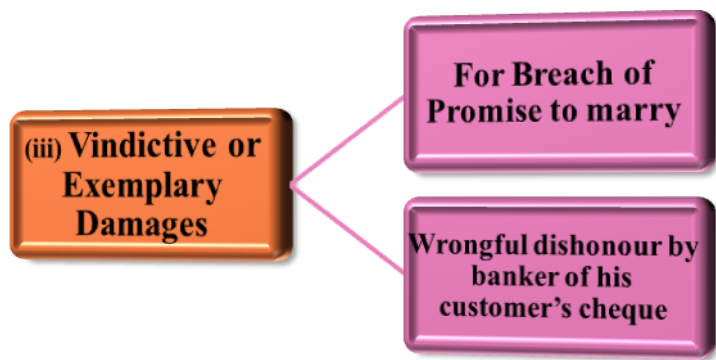 (iii) Vindictive or
Exemplary
Damages
For Breach of
Promise to marry
Wrongful dishonour by
banker of his
customer's cheque